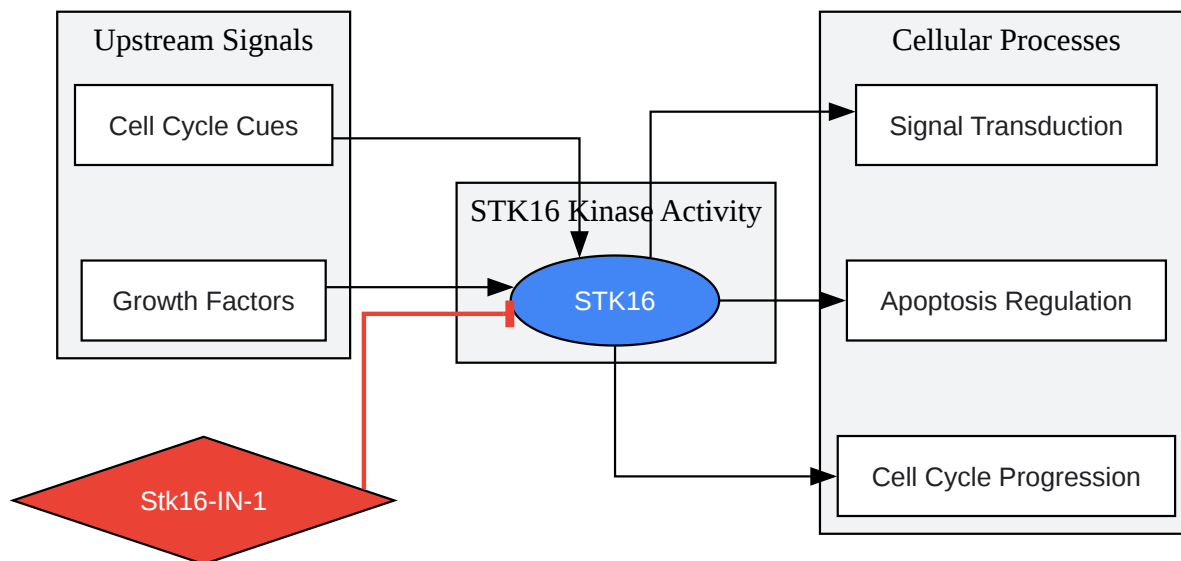 Upstream Signals
Cell Cycle Cues
Growth Factors
Stk16-IN-1
STK16 Kinase Activity
STK16
Cellular Processes
Signal Transduction
Apoptosis Regulation
Cell Cycle Progression